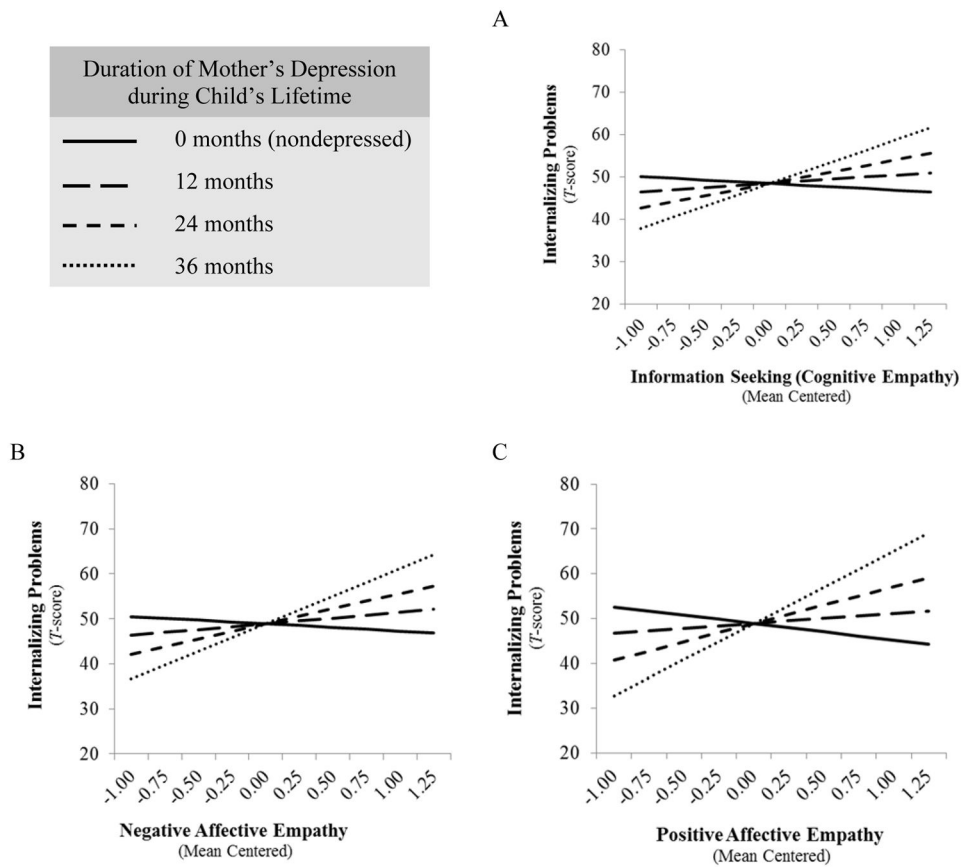 A
Duration of Mother's Depression
during Child's Lifetime
0 months (nondepressed)
12 months
24 months
36 months
Internalizing Problems
(T-score)
80
70
60
50
40
30
20
-1.00
-0.75
-0.50
-0.25
0.00
0.25
0.50
0.75
1.00
1.25
Information Seeking (Cognitive Empathy)
(Mean Centered)
B
Internalizing Problems
(T-score)
80
70
60
50
40
30
20
-1.00
-0.75
-0.50
-0.25
0.00
0.25
0.50
0.75
1.00
1.25
Negative Affective Empathy
(Mean Centered)
C
Internalizing Problems
(T-score)
80
70
60
50
40
30
20
-1.00
-0.75
-0.50
-0.25
0.00
0.25
0.50
0.75
1.00
1.25
Positive Affective Empathy
(Mean Centered)